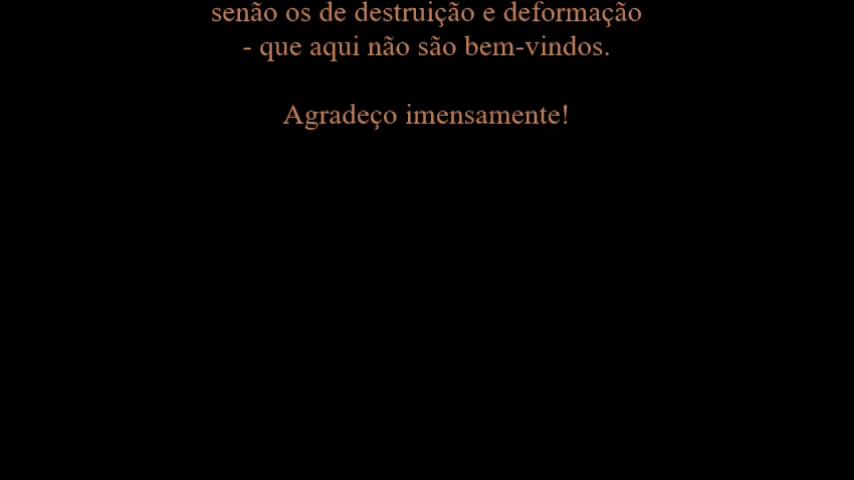 senão os de destruição e deformação
- que aqui não são bem-vindos.
Agradeço imensamente!